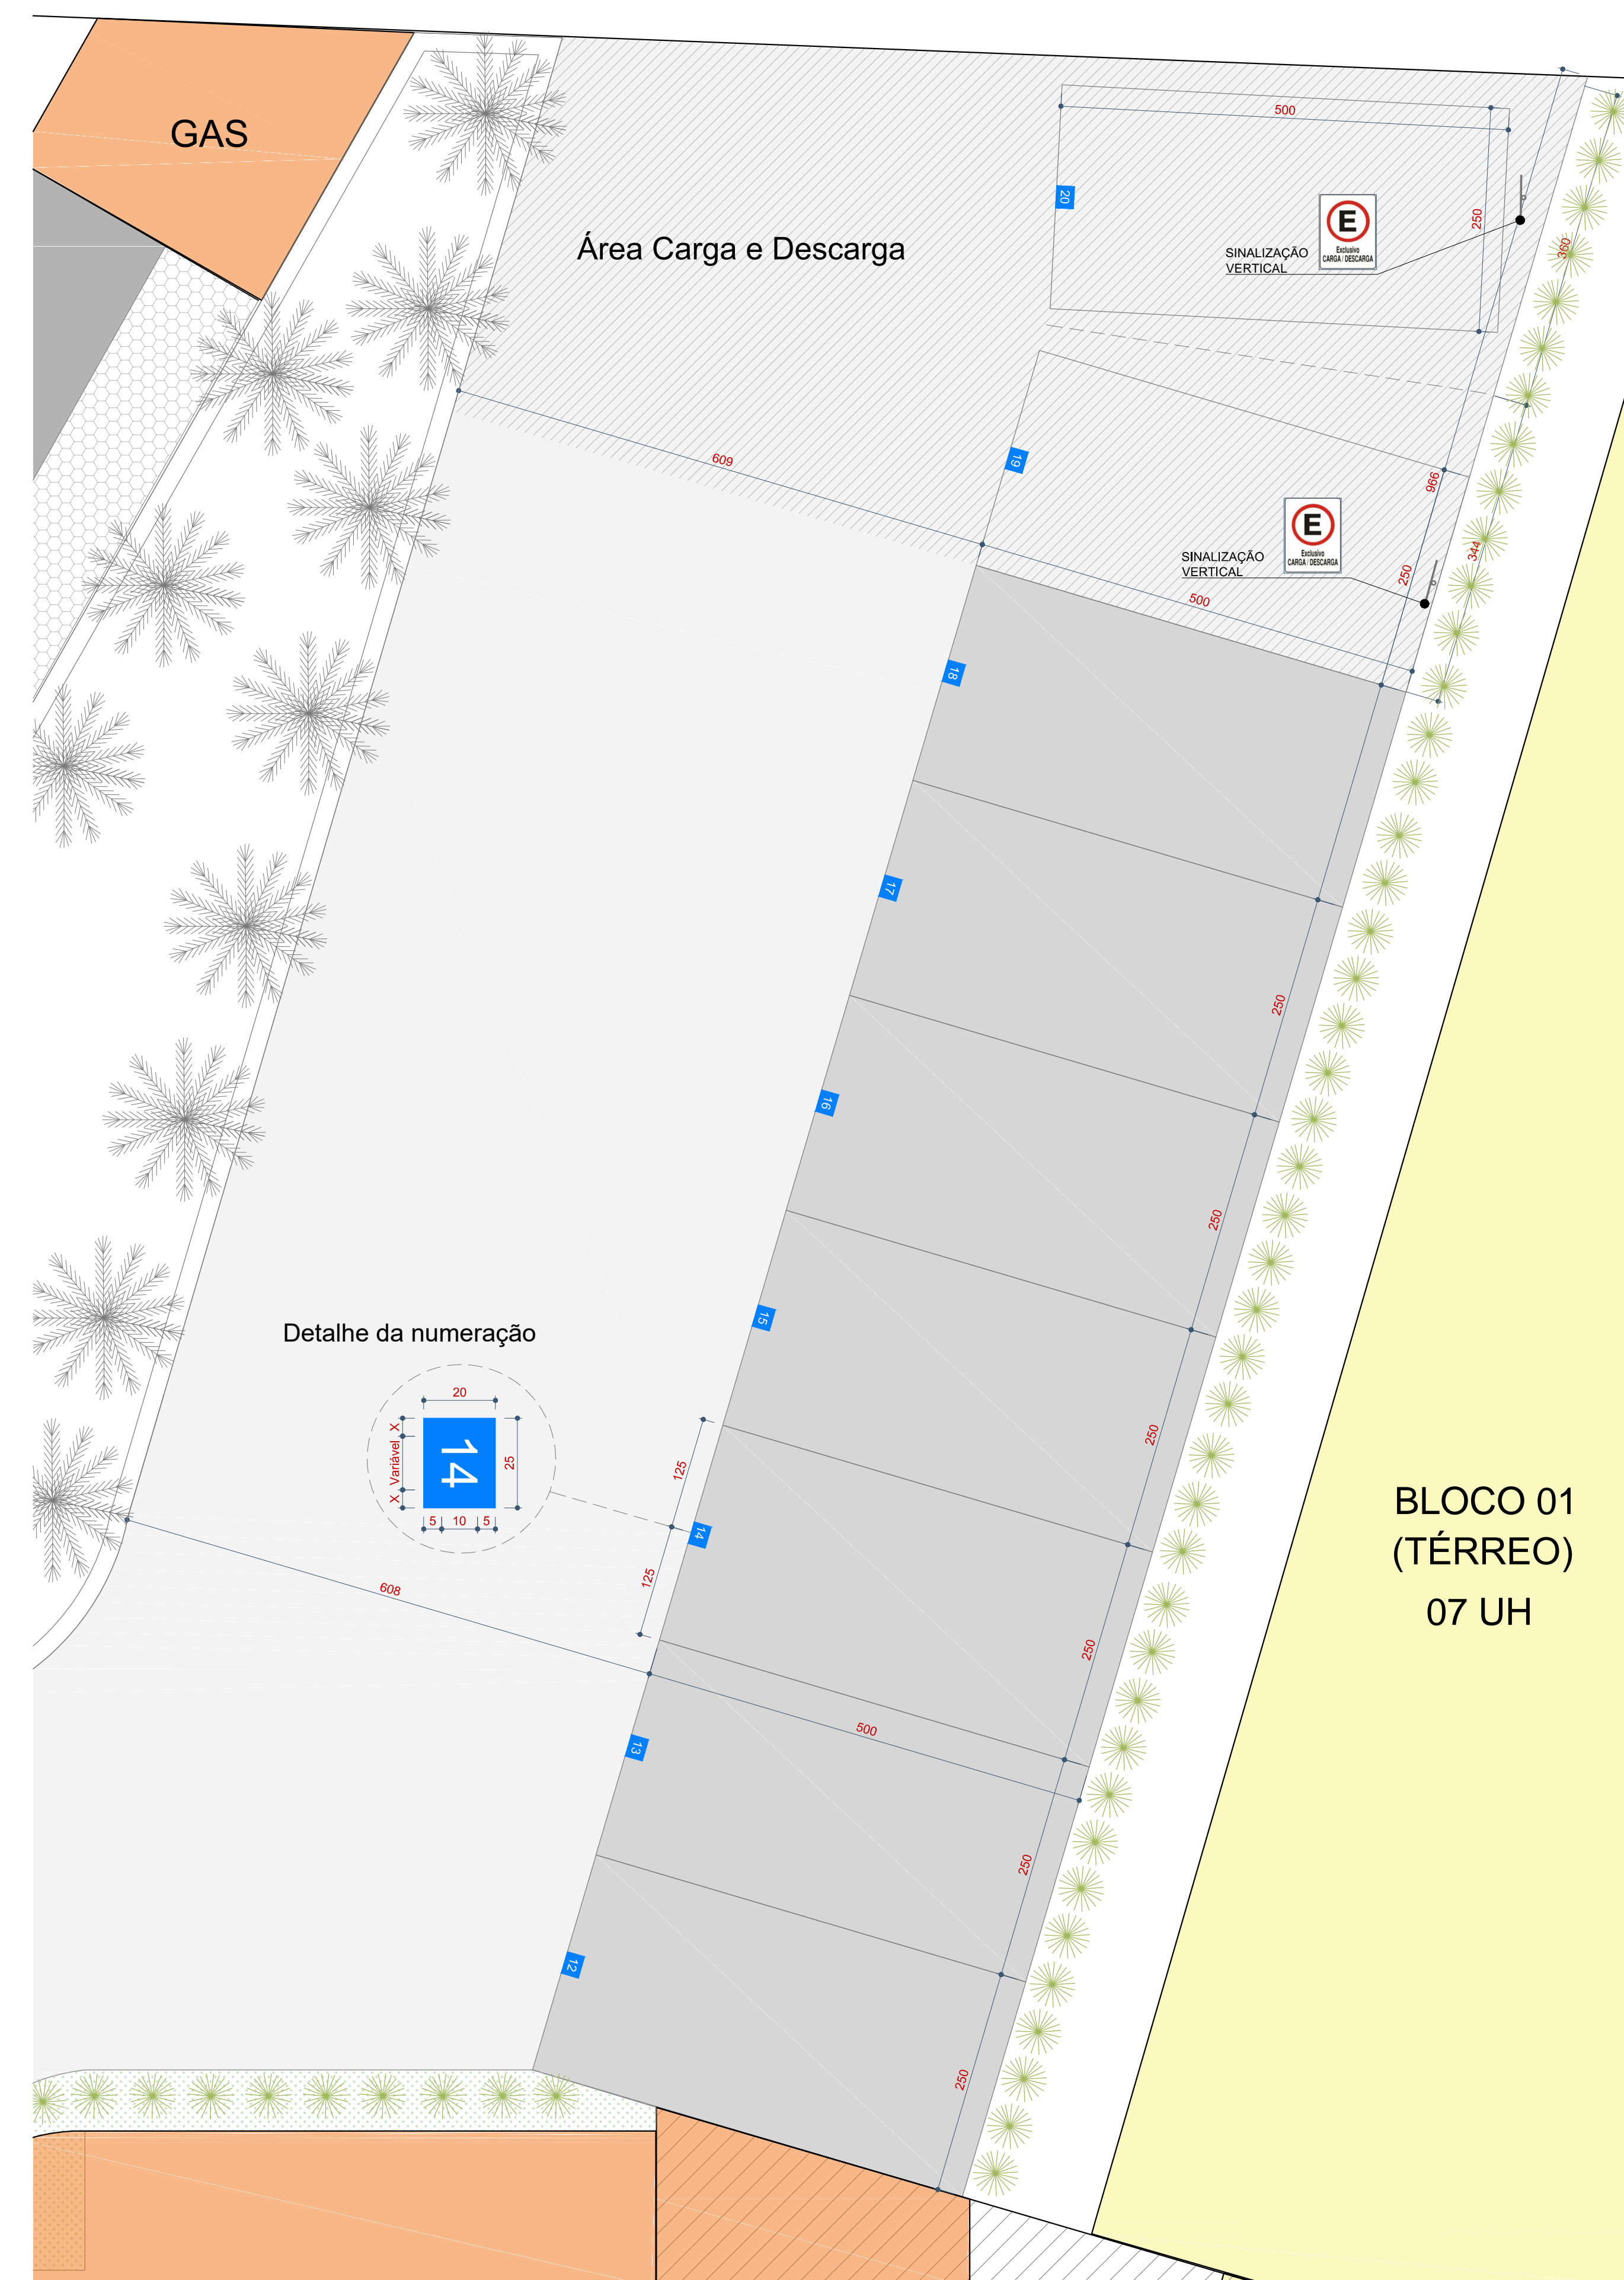 GAS
500
20
Área Carga e Descarga
250
E
Exclusivo
CARGA / DESCARGA
SINALIZAÇÃO
VERTICAL
360
609
19
966
E
Exclusivo
CARGA / DESCARGA
SINALIZAÇÃO
VERTICAL
344
250
500
18
17
250
16
250
15
Detalhe da numeração
20
X Variável X
14
25
5 10 5
125
250
14
125
608
BLOCO 01
(TÉRREO)
07 UH
250
500
13
250
12
250